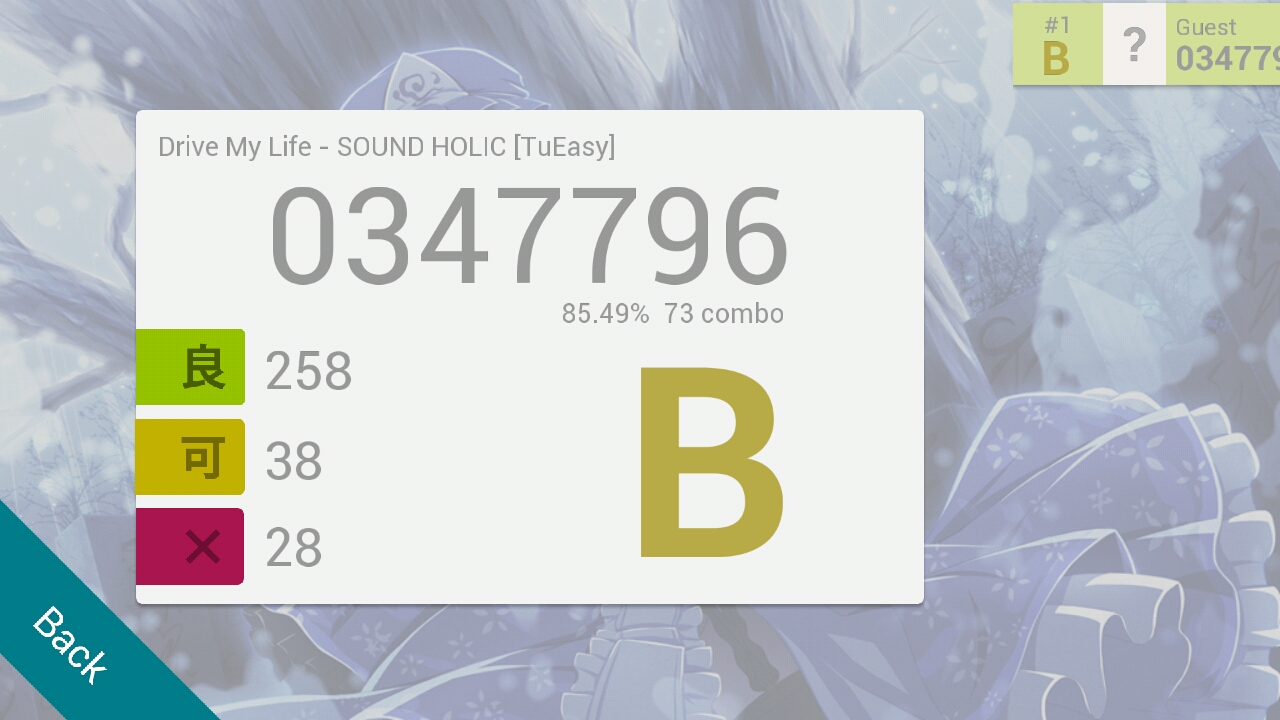 #1
B
?
Guest
034779
Drive My Life - SOUND HOLIC [TuEasy]
0347796
85.49% 73 combo
良 258
可 38
✕ 28
B
Back